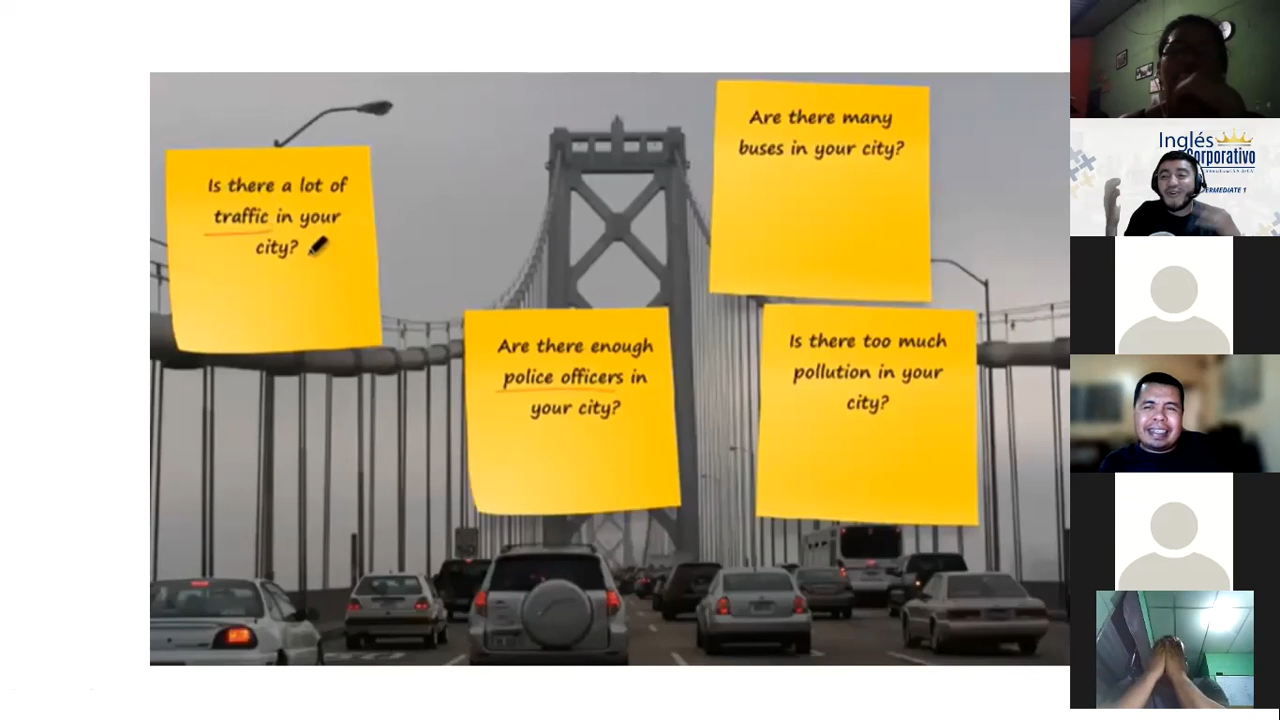 Is there a lot of
traffic in your
city?
Are there many
buses in your city?
Are there enough
police officers in
your city?
Is there too much
pollution in your
city?
Inglés
Corporativo